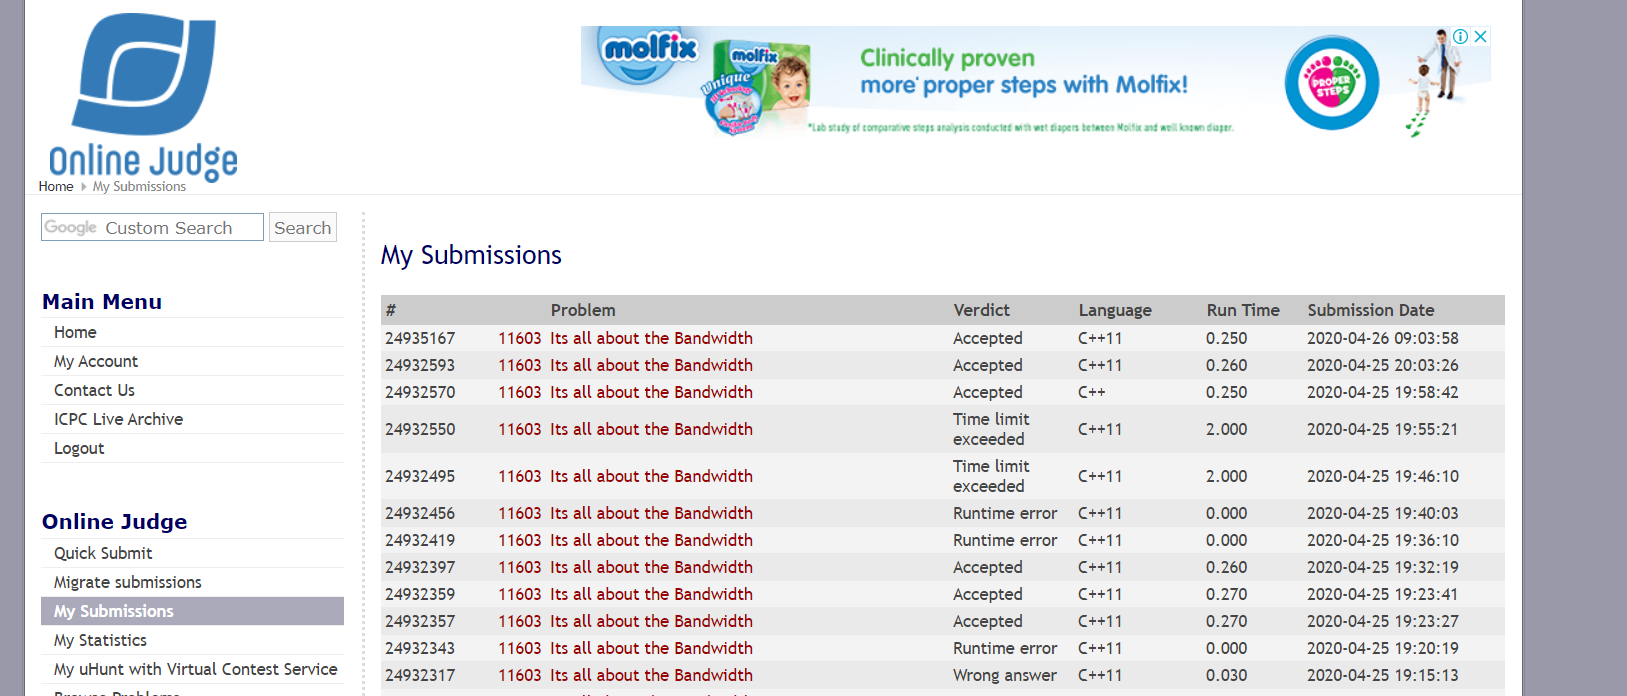 molfix
molfix
Unique
Clinically proven
more* proper steps with Molfix!
*Lab study of comparative steps analysis conducted with wet diapers between Molfix and well known diaper.
PROPER
STEPS
Online Judge
Home My Submissions
Google Custom Search Search
Main Menu
Home
My Account
Contact Us
ICPC Live Archive
Logout
Online Judge
Quick Submit
Migrate submissions
My Submissions
My Statistics
My uHunt with Virtual Contest Service
Browse Problems
My Submissions
# Problem Verdict Language Run Time Submission Date
24935167 11603 Its all about the Bandwidth Accepted C++11 0.250 2020-04-26 09:03:58
24932593 11603 Its all about the Bandwidth Accepted C++11 0.260 2020-04-25 20:03:26
24932570 11603 Its all about the Bandwidth Accepted C++ 0.250 2020-04-25 19:58:42
24932550 11603 Its all about the Bandwidth Time limit exceeded C++11 2.000 2020-04-25 19:55:21
24932495 11603 Its all about the Bandwidth Time limit exceeded C++11 2.000 2020-04-25 19:46:10
24932456 11603 Its all about the Bandwidth Runtime error C++11 0.000 2020-04-25 19:40:03
24932419 11603 Its all about the Bandwidth Runtime error C++11 0.000 2020-04-25 19:36:10
24932397 11603 Its all about the Bandwidth Accepted C++11 0.260 2020-04-25 19:32:19
24932359 11603 Its all about the Bandwidth Accepted C++11 0.270 2020-04-25 19:23:41
24932357 11603 Its all about the Bandwidth Accepted C++11 0.270 2020-04-25 19:23:27
24932343 11603 Its all about the Bandwidth Runtime error C++11 0.000 2020-04-25 19:20:19
24932317 11603 Its all about the Bandwidth Wrong answer C++11 0.030 2020-04-25 19:15:13